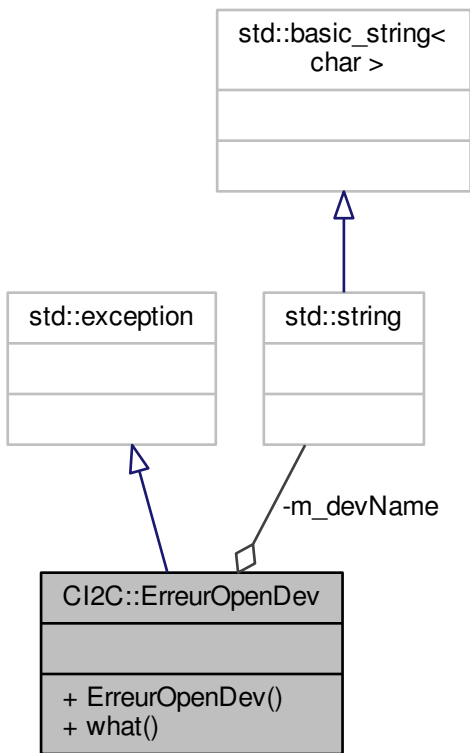 std::basic_string<
char >
std::exception
std::string
-m_devName
CI2C::ErreurOpenDev
+ ErreurOpenDev()
+ what()